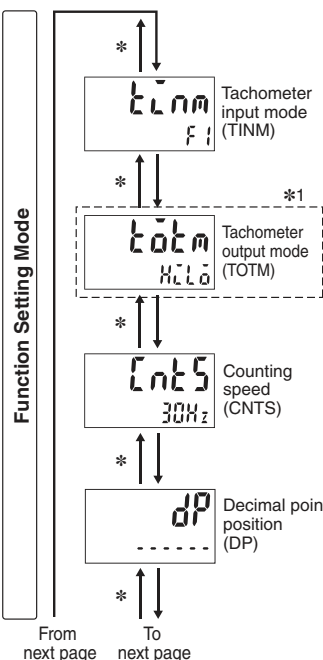 Function Setting Mode
*
tinm
F1
Tachometer
input mode
(TINM)
*
*1
totm
HiLo
Tachometer
output mode
(TOTM)
*
CntS
30Hz
Counting
speed
(CNTS)
*
dP
------
Decimal poin
position
(DP)
*
From
next page
To
next page